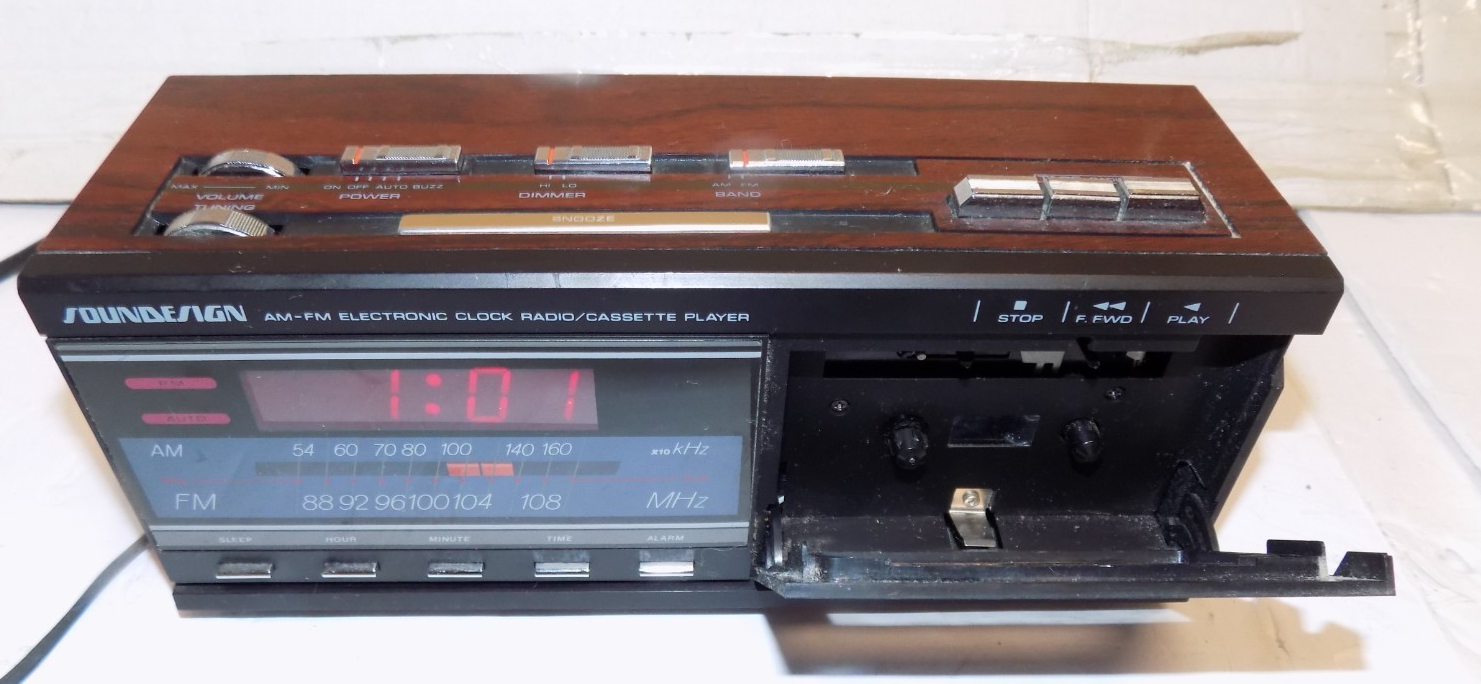 MAX MIN
VOLUME
TUNING
ON OFF AUTO BUZZ
POWER
HI LO
DIMMER
AM FM
BAND
SNOOZE
SOUNDESIGN AM-FM ELECTRONIC CLOCK RADIO/CASSETTE PLAYER
STOP F. FWD PLAY
PM
1:01
AUTO
AM 54 60 70 80 100 140 160 x10 kHz
FM 88 92 96 100 104 108 MHz
SLEEP HOUR MINUTE TIME ALARM